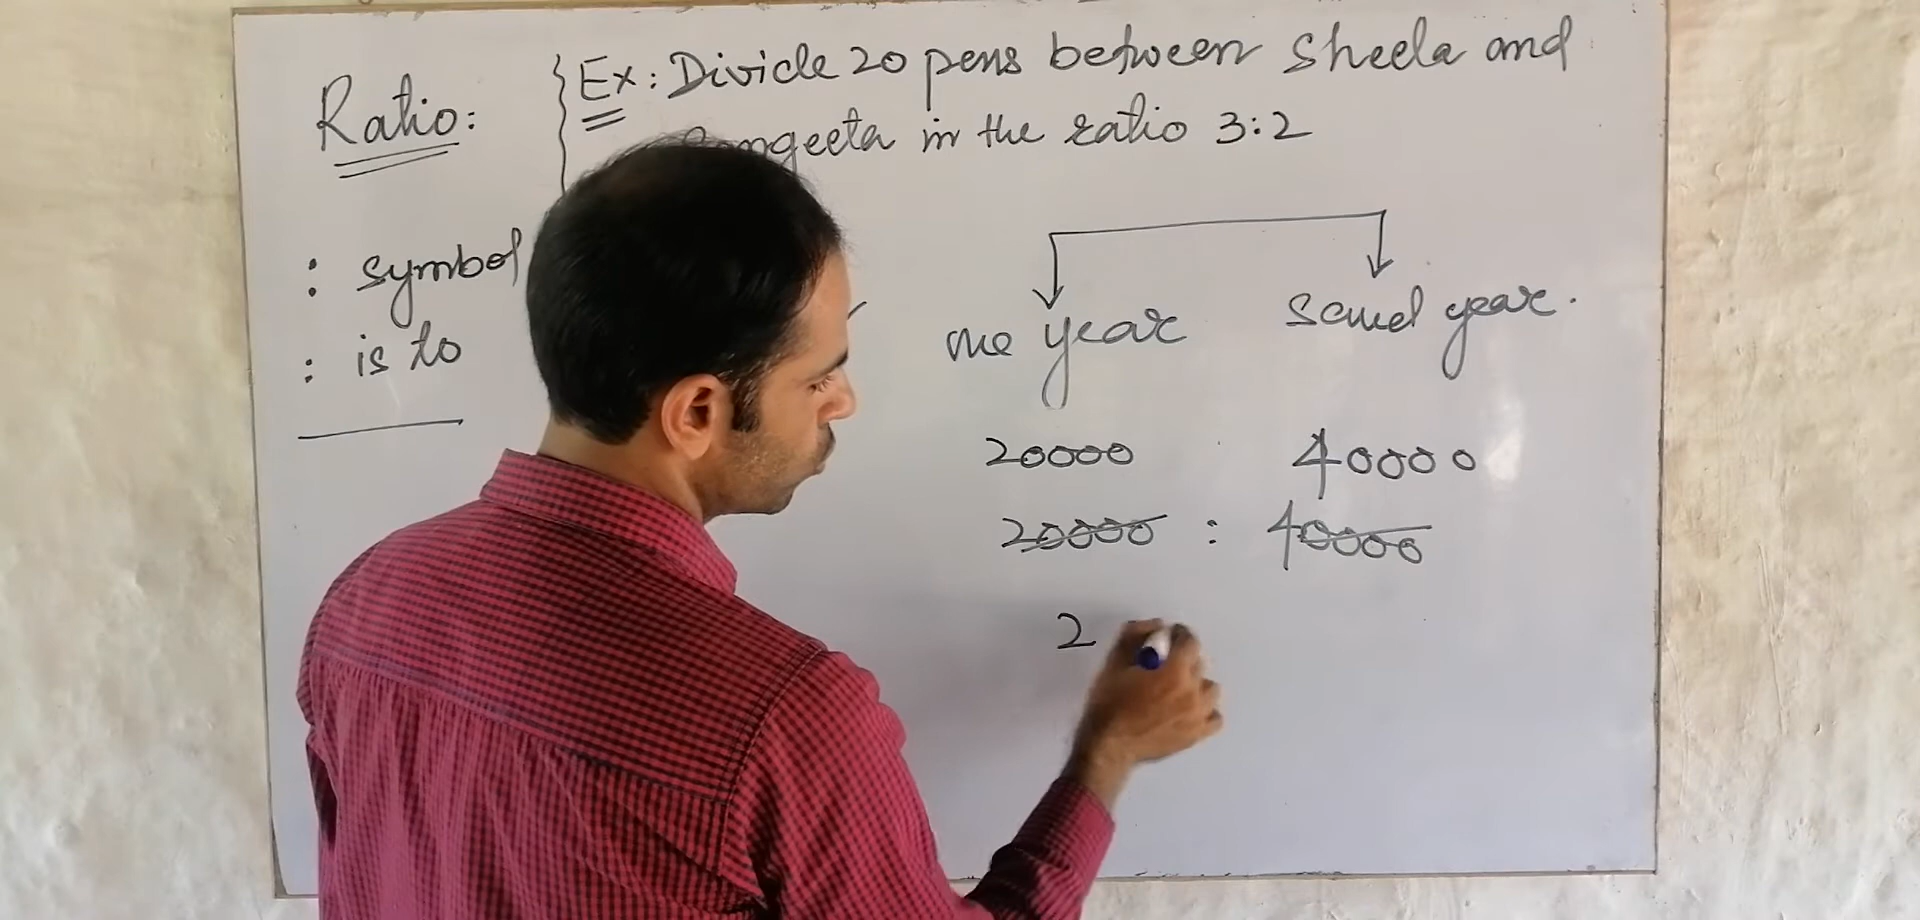 Ratio:
: symbol
: is to
Ex: Divide 20 pens between Sheela and
geeta in the ratio 3:2
one year
second year.
20000 40000
20000 : 40000
2